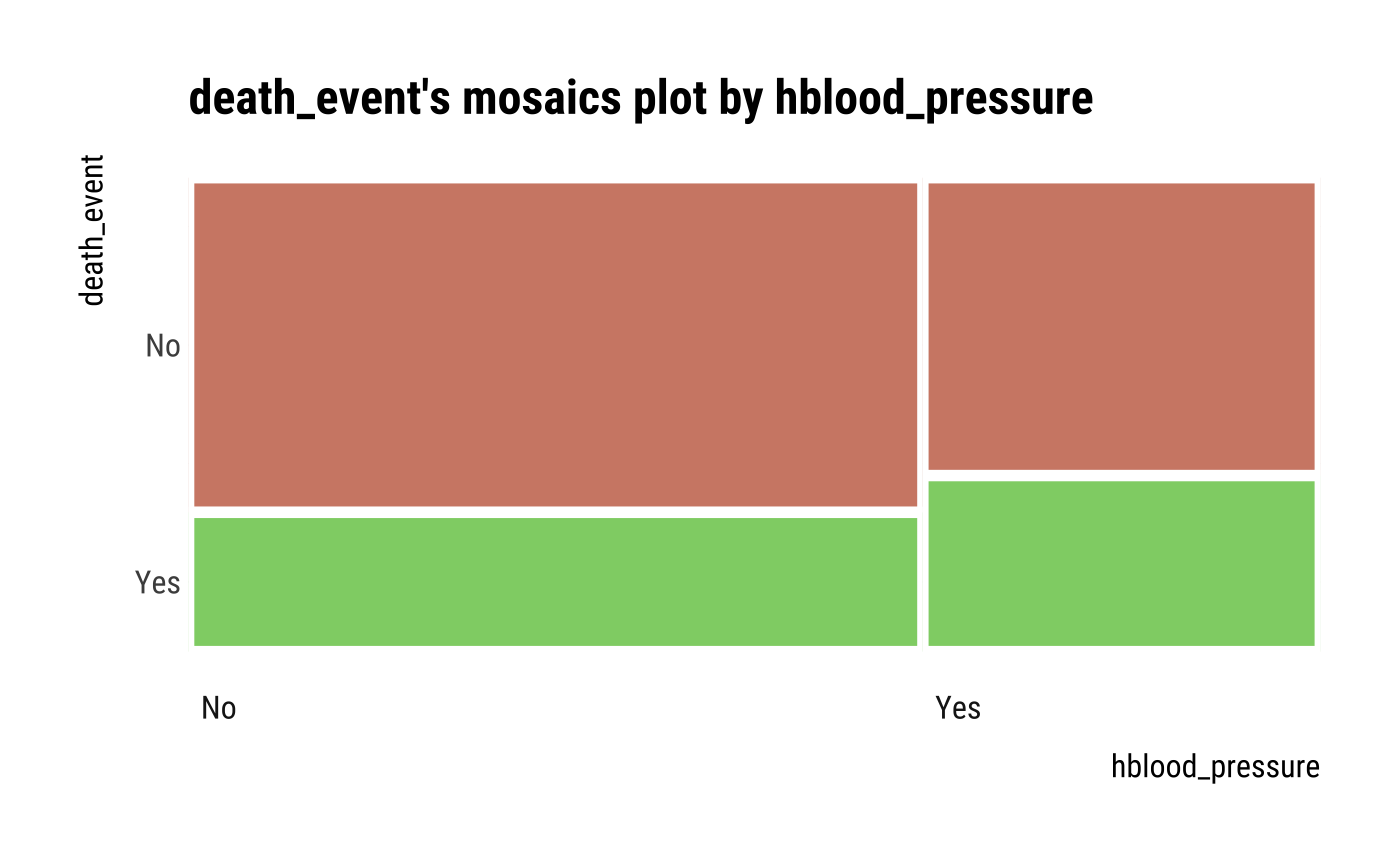 death_event's mosaics plot by hblood_pressure
death_event
No
Yes
No
Yes
hblood_pressure